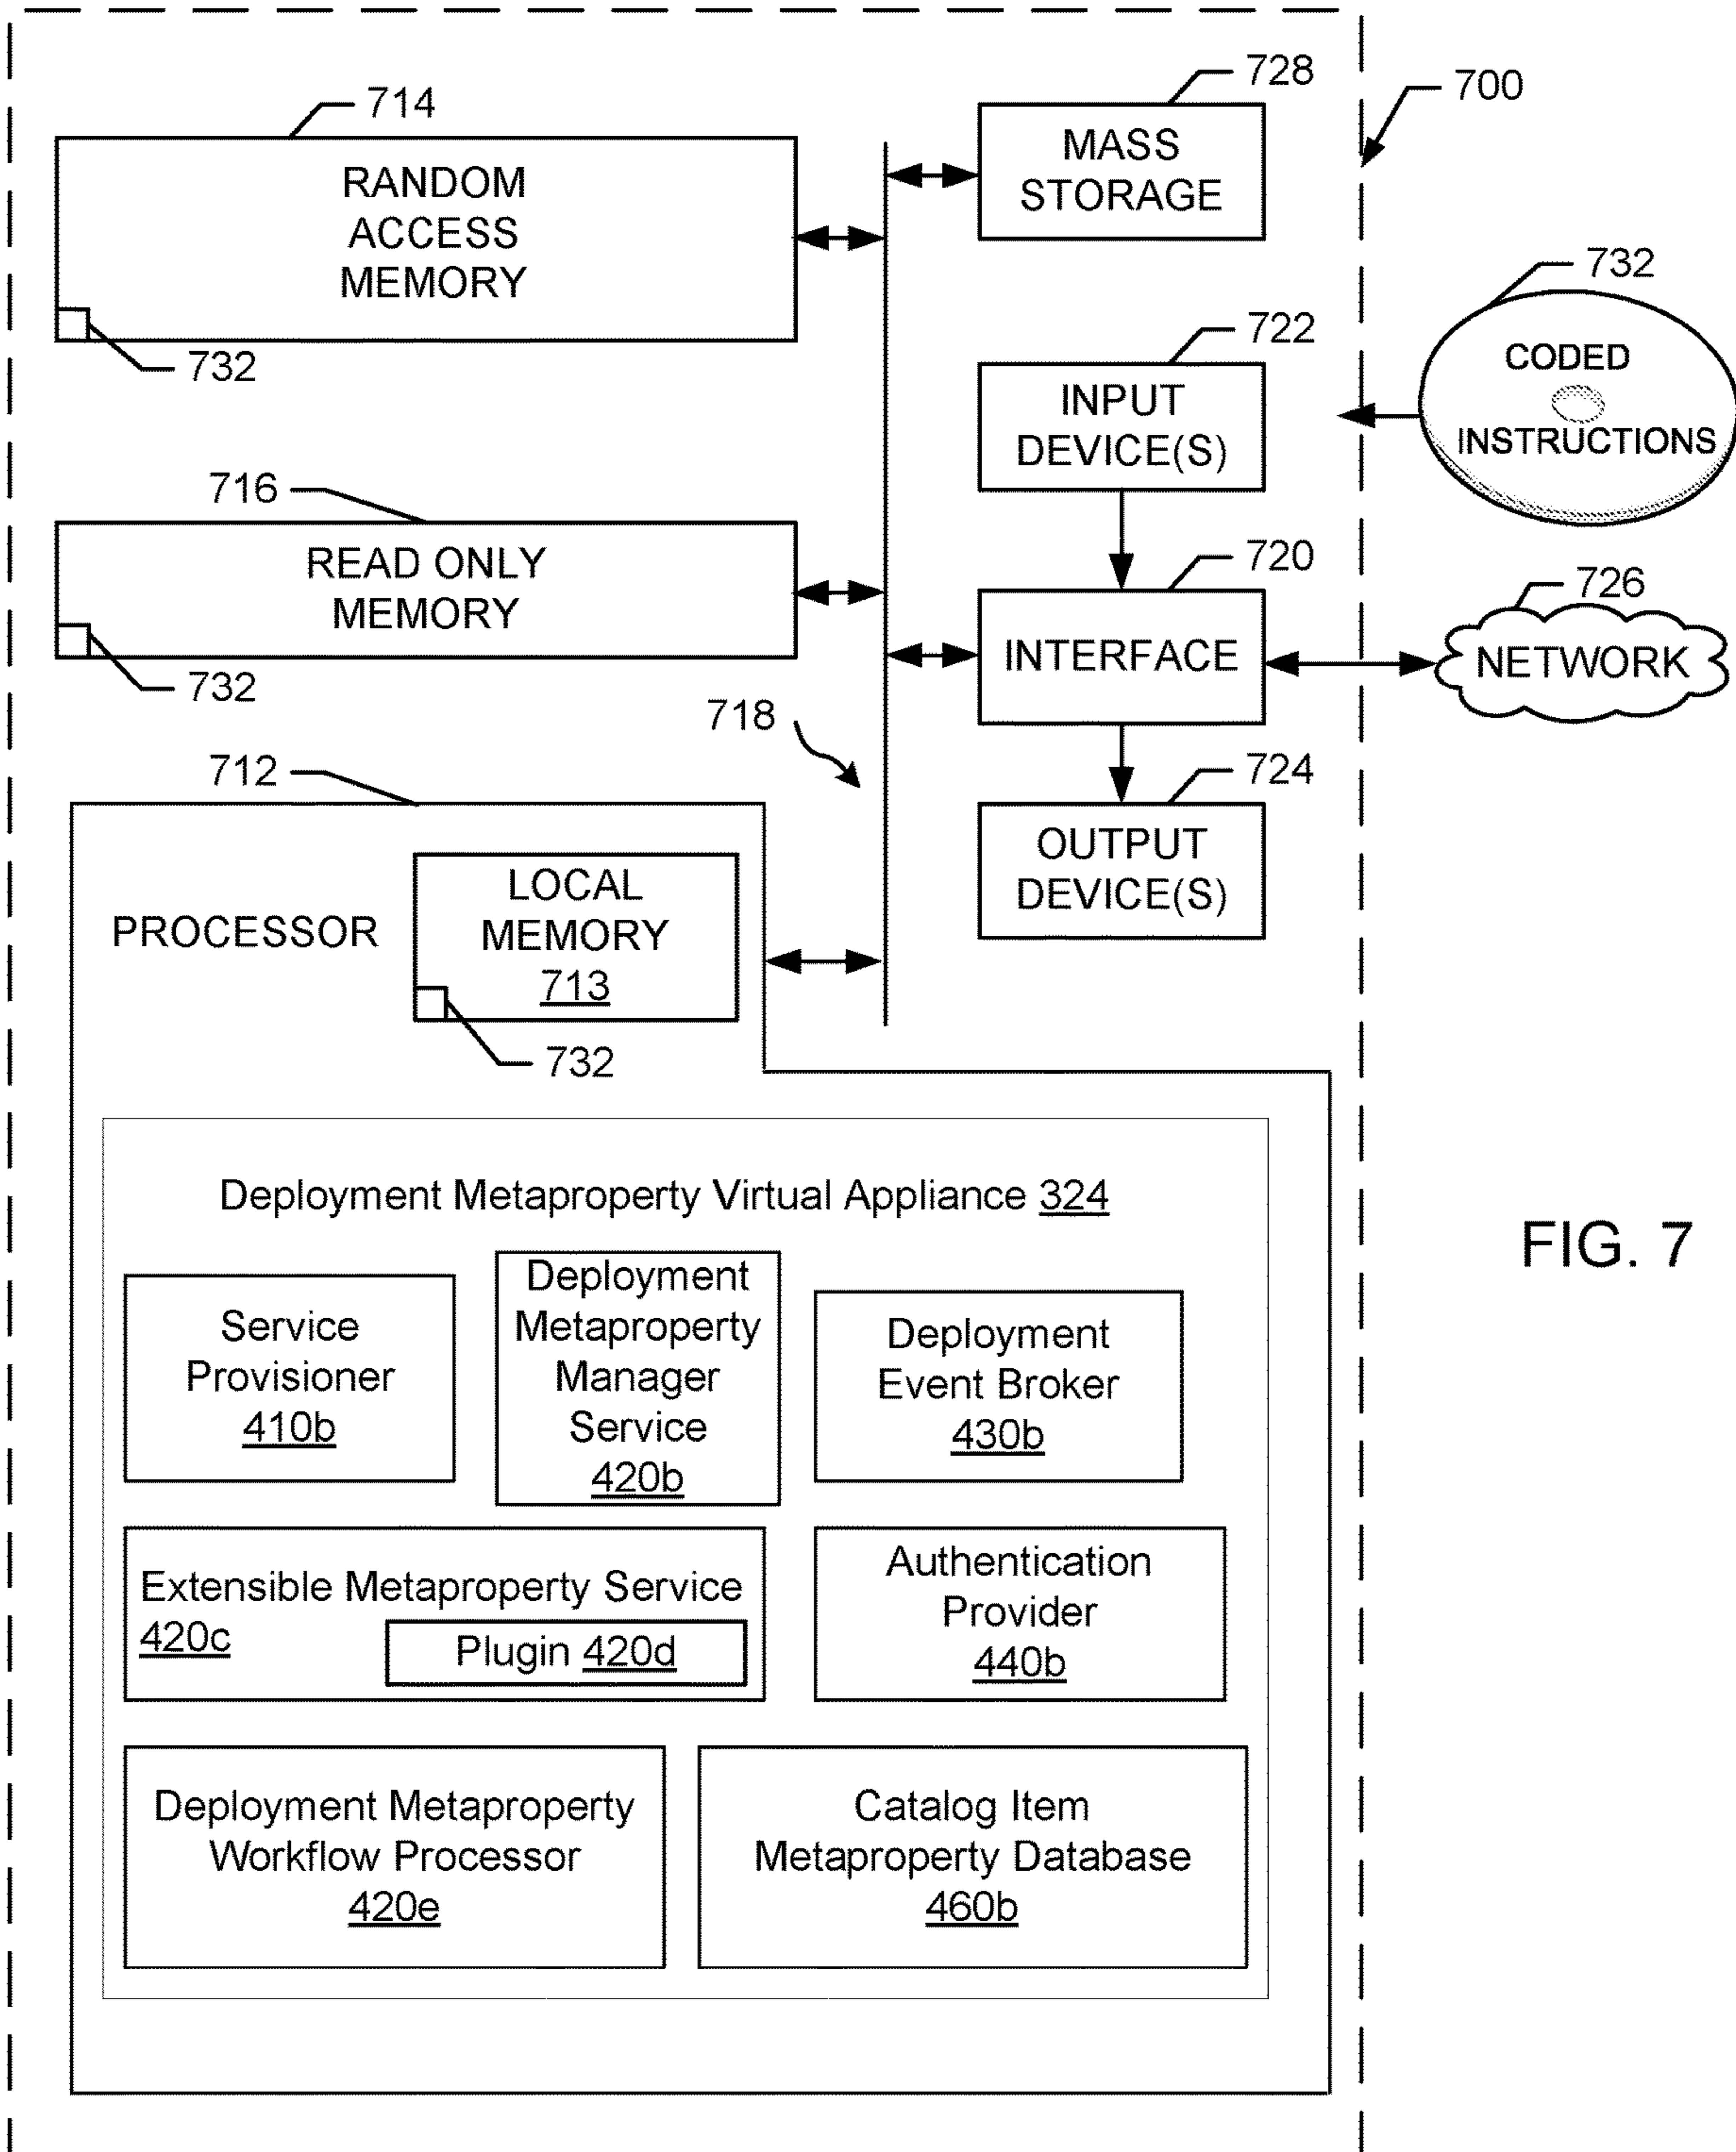 714
RANDOM
ACCESS
MEMORY
732
728
MASS
STORAGE
700
732
CODED
INSTRUCTIONS
722
INPUT
DEVICE(S)
716
READ ONLY
MEMORY
732
720
INTERFACE
726
NETWORK
718
724
OUTPUT
DEVICE(S)
712
PROCESSOR
LOCAL
MEMORY
713
732
Deployment Metaproperty Virtual Appliance 324
Service
Provisioner
410b
Deployment
Metaproperty
Manager
Service
420b
Deployment
Event Broker
430b
Extensible Metaproperty Service
420c
Plugin 420d
Authentication
Provider
440b
Deployment Metaproperty
Workflow Processor
420e
Catalog Item
Metaproperty Database
460b
FIG. 7